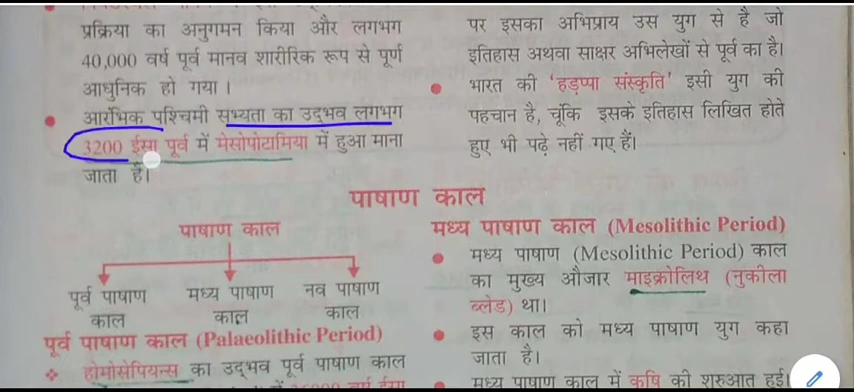 प्रक्रिया का अनुगमन किया और लगभग
40,000 वर्ष पूर्व मानव शारीरिक रूप से पूर्ण
आधुनिक हो गया।
आरंभिक पश्चिमी सभ्यता का उद्भव लगभग
3200 ईसा पूर्व में मेसोपोटामिया में हुआ माना
जाता है।
पर इसका अभिप्राय उस युग से है जो
इतिहास अथवा साक्षर अभिलेखों से पूर्व का है।
भारत की 'हड़प्पा संस्कृति' इसी युग की
पहचान है, चूंकि इसके इतिहास लिखित होते
हुए भी पढ़े नहीं गए हैं।
पाषाण काल
पाषाण काल
पूर्व पाषाण काल
मध्य पाषाण काल
नव पाषाण काल
पूर्व पाषाण काल (Palaeolithic Period)
होमोसेपियन्स का उद्भव पूर्व पाषाण काल
मध्य पाषाण काल (Mesolithic Period)
मध्य पाषाण (Mesolithic Period) काल
का मुख्य औजार माइक्रोलिथ (नुकीला
ब्लेड) था।
इस काल को मध्य पाषाण युग कहा
जाता है।
मध्य पाषाण काल में कृषि की शुरुआत हुई।